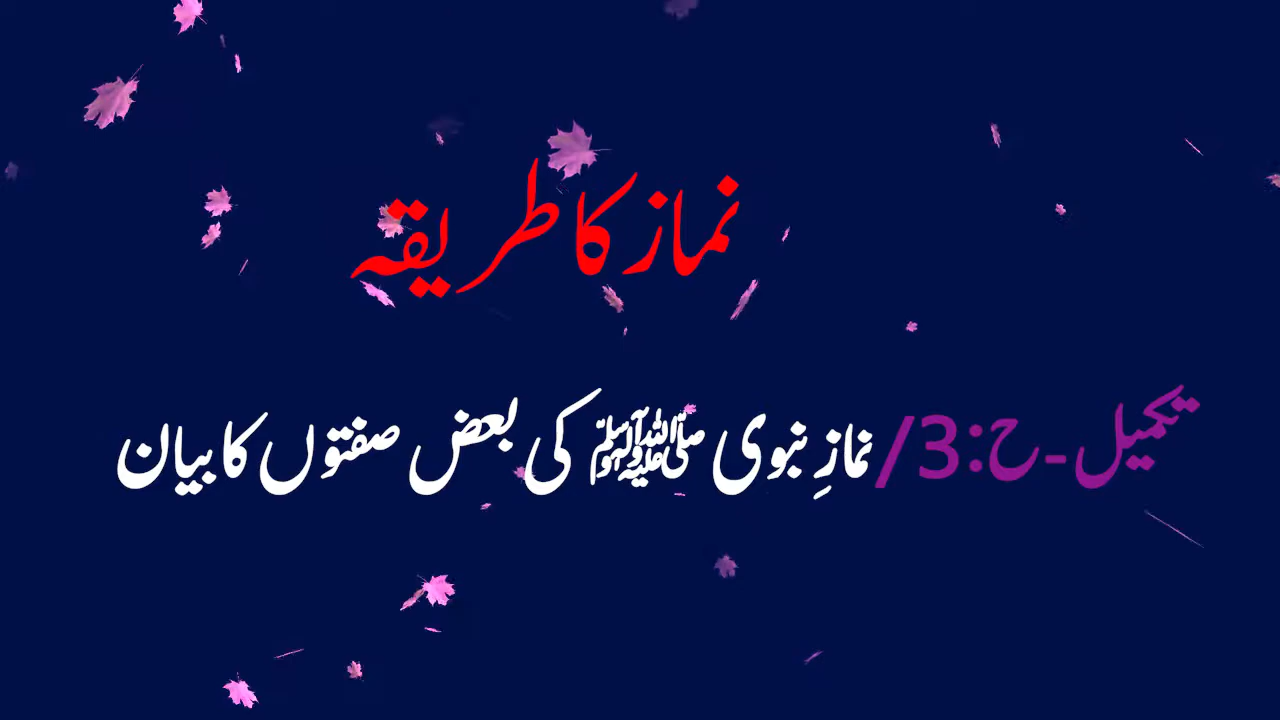 نماز کا طریقہ
تکمیل۔ح:3/نمازِ نبوی ﷺ کی بعض صفتوں کا بیان